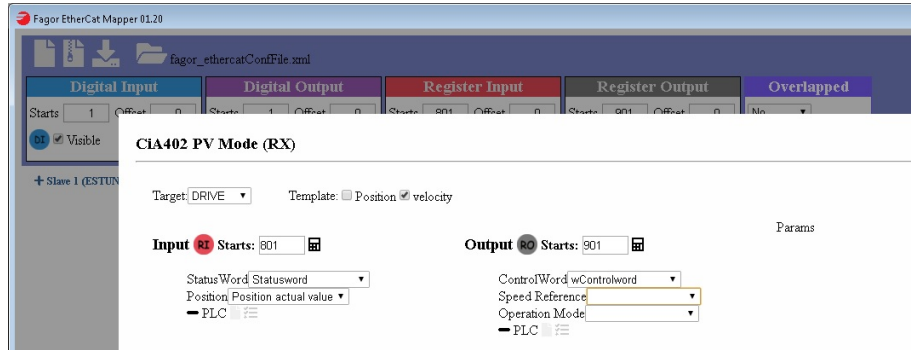 Fagor EtherCat Mapper 01.20
fagor_ethercatConfFile.xml
Digital Input Digital Output Register Input Register Output Overlapped
Starts 1 Offset 0 Starts 1 Offset 0 Starts 801 Offset 0 Starts 901 Offset 0 No
DI Visible
CiA402 PV Mode (RX)
+ Slave 1 (ESTUN
Target: DRIVE Template: Position velocity
Params
Input RI Starts: 801 Output RO Starts: 901
StatusWord Statusword ControlWord wControlword
Position Position actual value Speed Reference
PLC Operation Mode
PLC